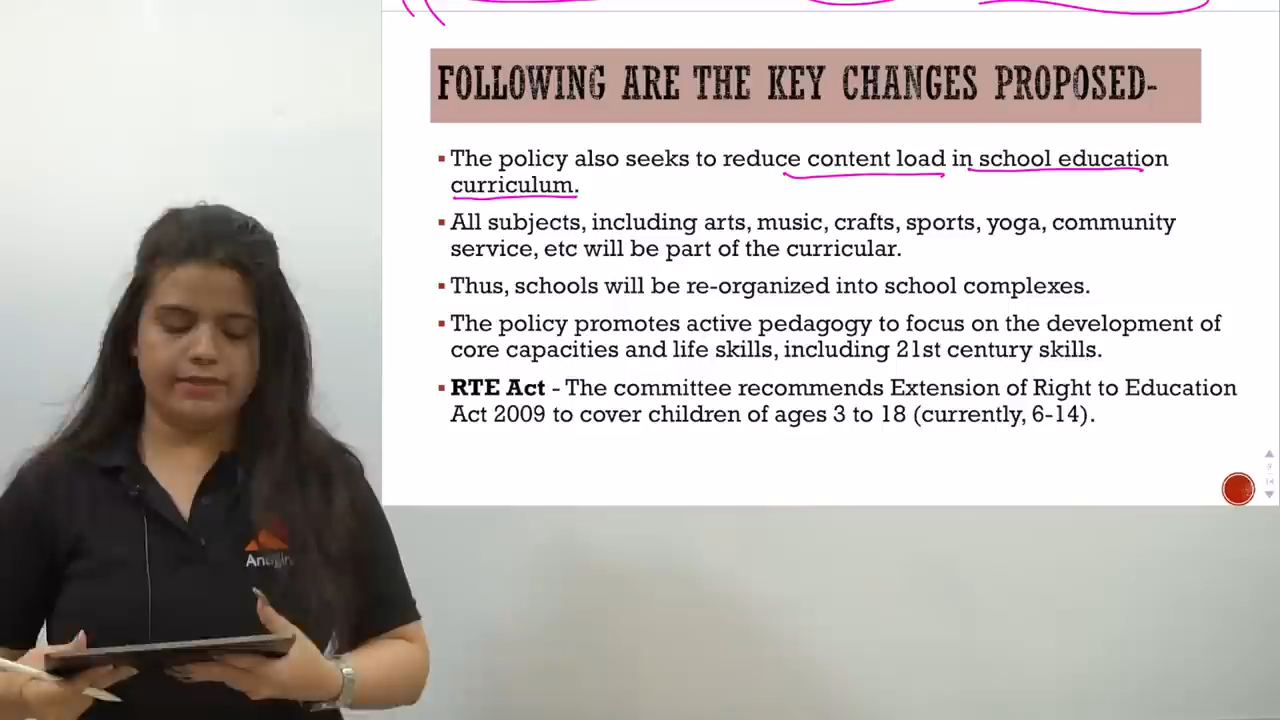 FOLLOWING ARE THE KEY CHANGES PROPOSED-
▪ The policy also seeks to reduce content load in school education
curriculum.
▪ All subjects, including arts, music, crafts, sports, yoga, community
service, etc will be part of the curricular.
▪ Thus, schools will be re-organized into school complexes.
▪ The policy promotes active pedagogy to focus on the development of
core capacities and life skills, including 21st century skills.
▪ RTE Act - The committee recommends Extension of Right to Education
Act 2009 to cover children of ages 3 to 18 (currently, 6-14).